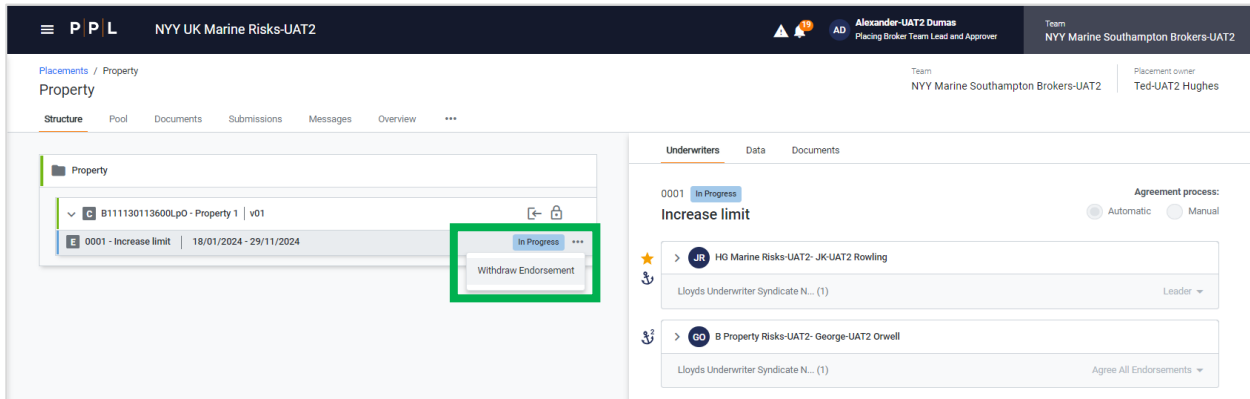 PPL NYY UK Marine Risks-UAT2
19
AD
Alexander-UAT2 Dumas
Placing Broker Team Lead and Approver
Team
NYY Marine Southampton Brokers-UAT2
Placements / Property
Property
Team
NYY Marine Southampton Brokers-UAT2
Placement owner
Ted-UAT2 Hughes
Structure Pool Documents Submissions Messages Overview •••
Property
C B111130113600LpO - Property 1 | v01
E 0001 - Increase limit | 18/01/2024 - 29/11/2024 In Progress •••
Withdraw Endorsement
Underwriters Data Documents
0001 In Progress
Increase limit
Agreement process:
Automatic Manual
JR HG Marine Risks-UAT2- JK-UAT2 Rowling
Lloyds Underwriter Syndicate N... (1) Leader
2
GO B Property Risks-UAT2- George-UAT2 Orwell
Lloyds Underwriter Syndicate N... (1) Agree All Endorsements